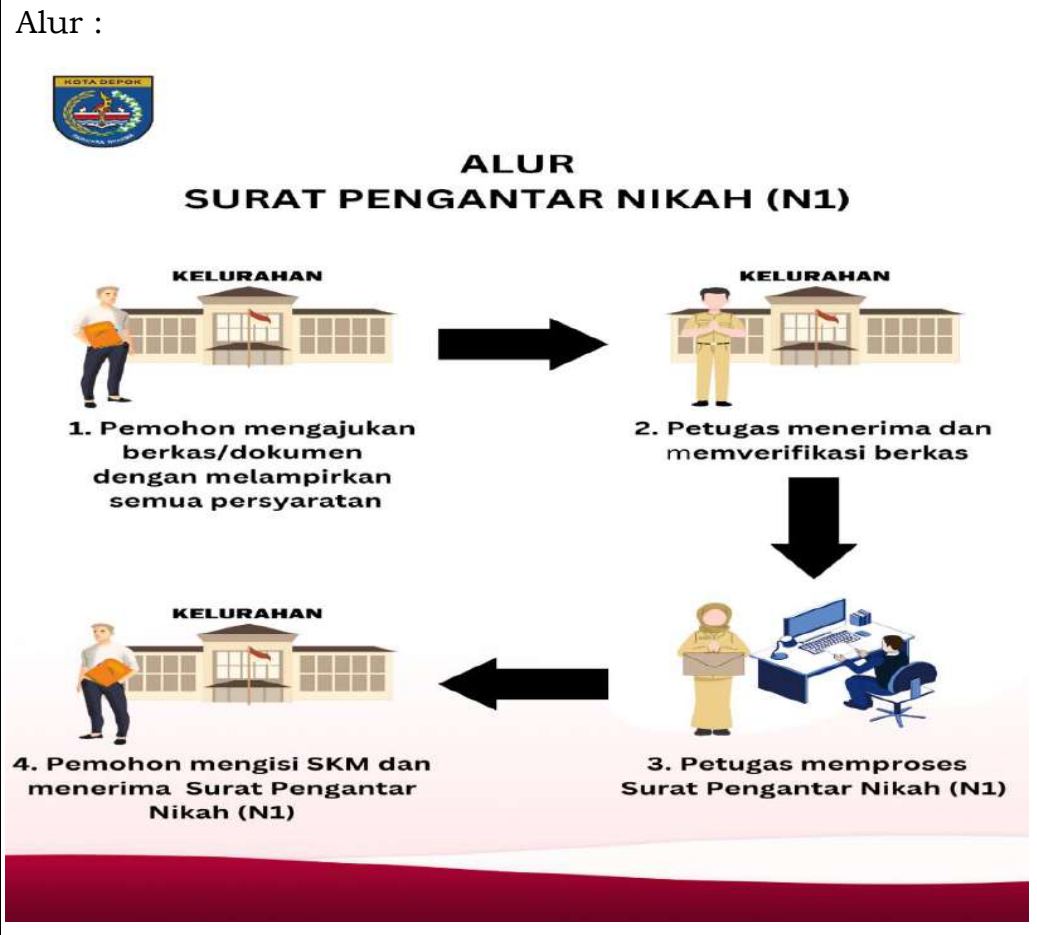 Alur :
KOTA DEPOK
ALUR
SURAT PENGANTAR NIKAH (N1)
KELURAHAN
1. Pemohon mengajukan
berkas/dokumen
dengan melampirkan
semua persyaratan
KELURAHAN
2. Petugas menerima dan
memverifikasi berkas
3. Petugas memproses
Surat Pengantar Nikah (N1)
KELURAHAN
4. Pemohon mengisi SKM dan
menerima Surat Pengantar
Nikah (N1)